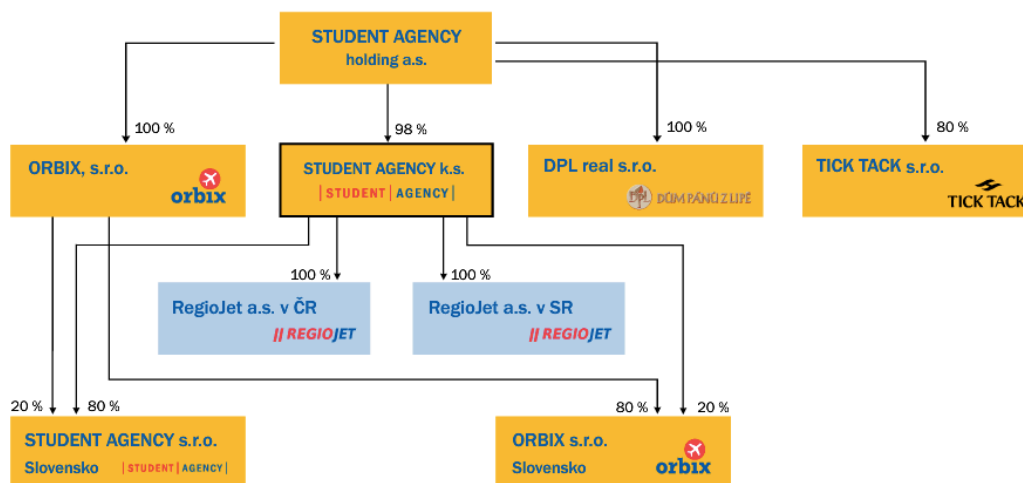 STUDENT AGENCY
holding a.s.
100 %
98 %
100 %
80 %
ORBIX, s.r.o.
orbix
STUDENT AGENCY k.s.
|STUDENT|AGENCY|
DPL real s.r.o.
DPL DŮM PÁNŮ Z LIPÉ
TICK TACK s.r.o.
TICK TACK
100 %
100 %
RegioJet a.s. v ČR
REGIOJET
RegioJet a.s. v SR
REGIOJET
20 %
80 %
80 %
20 %
STUDENT AGENCY s.r.o.
Slovensko |STUDENT|AGENCY|
ORBIX s.r.o.
Slovensko orbix